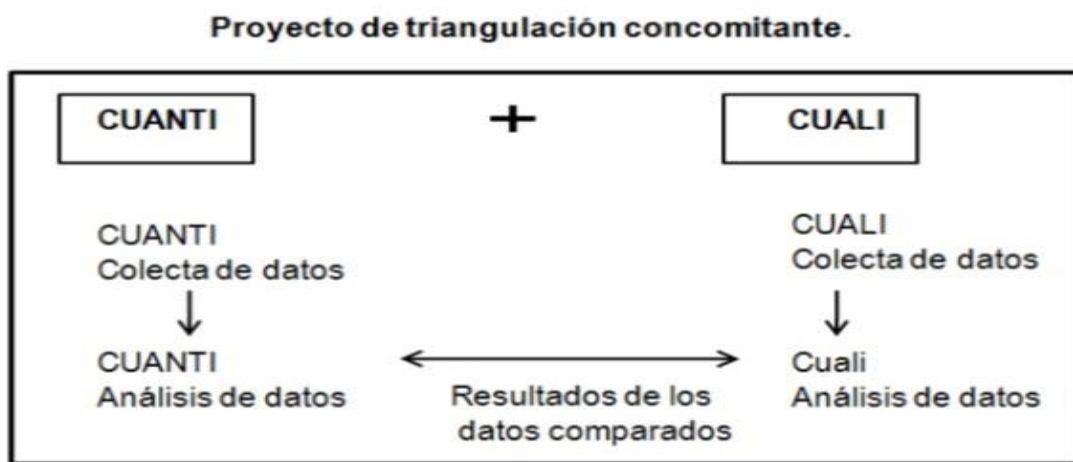 Proyecto de triangulación concomitante.
CUANTI
+
CUALI
CUANTI
Colecta de datos
CUALI
Colecta de datos
CUANTI
Análisis de datos
Resultados de los
datos comparados
Cuali
Análisis de datos